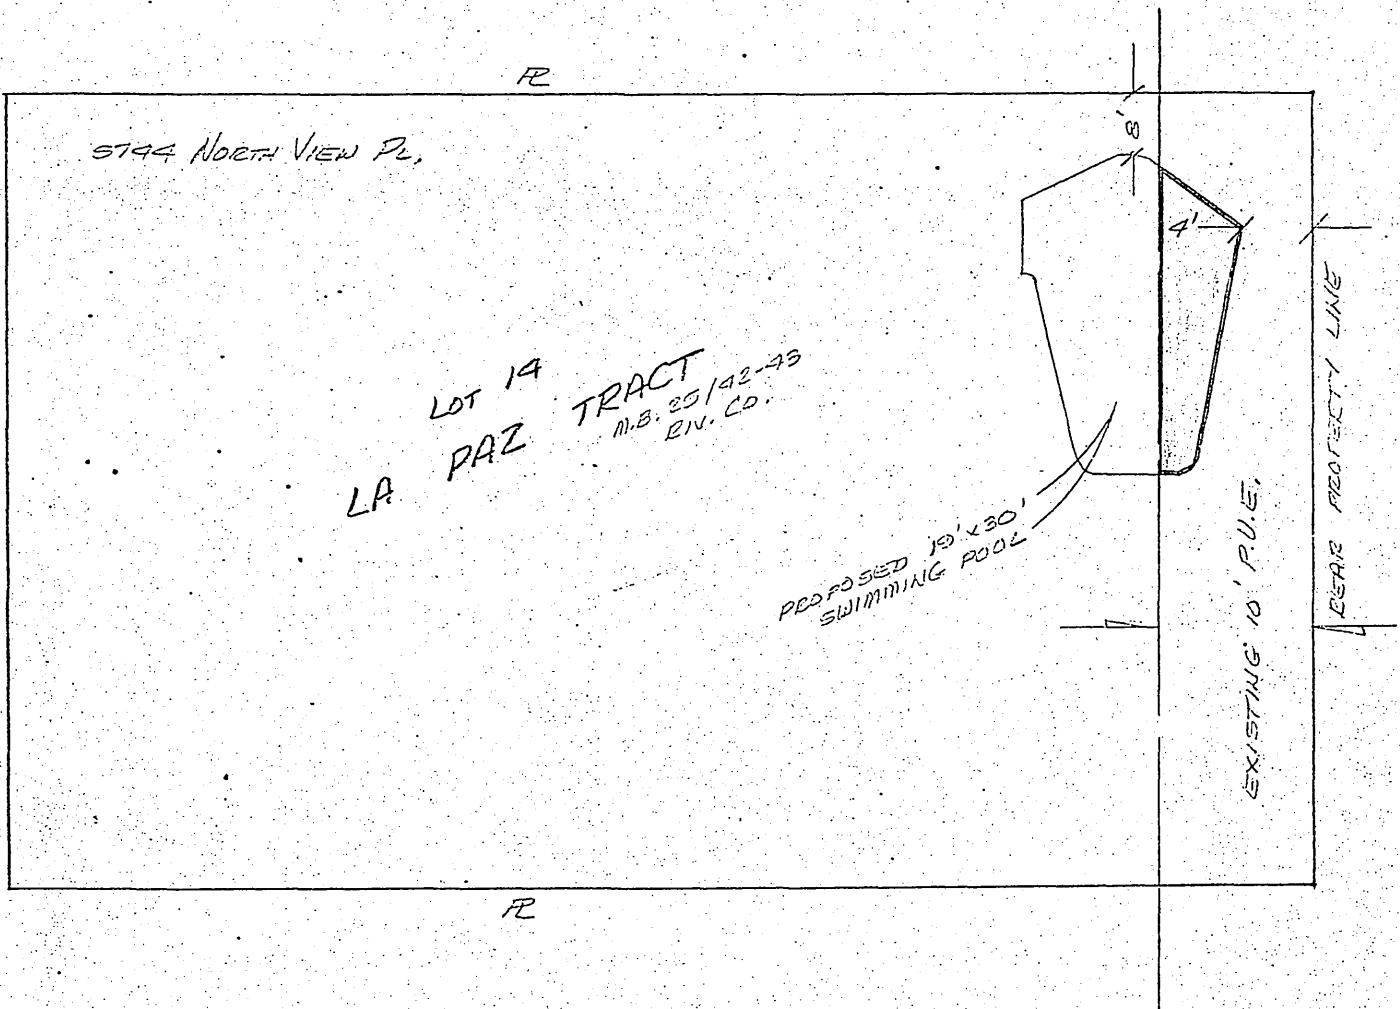 PL
5744 NORTH VIEW PL.
8'
4'
LOT 14
LA PAZ TRACT
M.B. 25/42-43
RIV. CO.
PROPOSED 19'x30'
SWIMMING POOL
EXISTING 10' P.U.E.
REAR PROPERTY LINE
PL